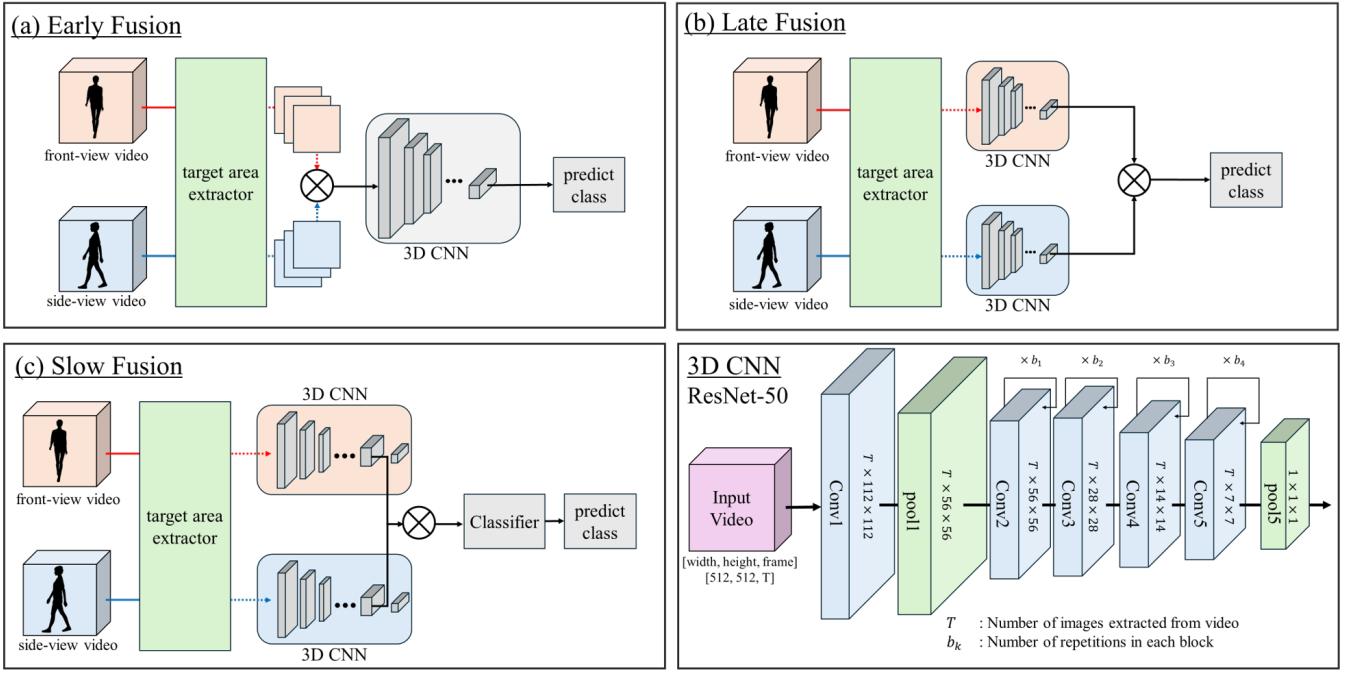 (a) Early Fusion
front-view video
side-view video
target area
extractor
3D CNN
predict
class
(b) Late Fusion
front-view video
side-view video
target area
extractor
3D CNN
3D CNN
predict
class
(c) Slow Fusion
front-view video
side-view video
target area
extractor
3D CNN
3D CNN
Classifier
predict
class
3D CNN
ResNet-50
Input
Video
[width, height, frame]
[512, 512, T]
Conv1
T × 112 × 112
pool1
T × 56 × 56
× b₁
Conv2
T × 56 × 56
× b₂
Conv3
T × 28 × 28
× b₃
Conv4
T × 14 × 14
× b₄
Conv5
T × 7 × 7
pool5
1 × 1 × 1
T : Number of images extracted from video
bₖ : Number of repetitions in each block